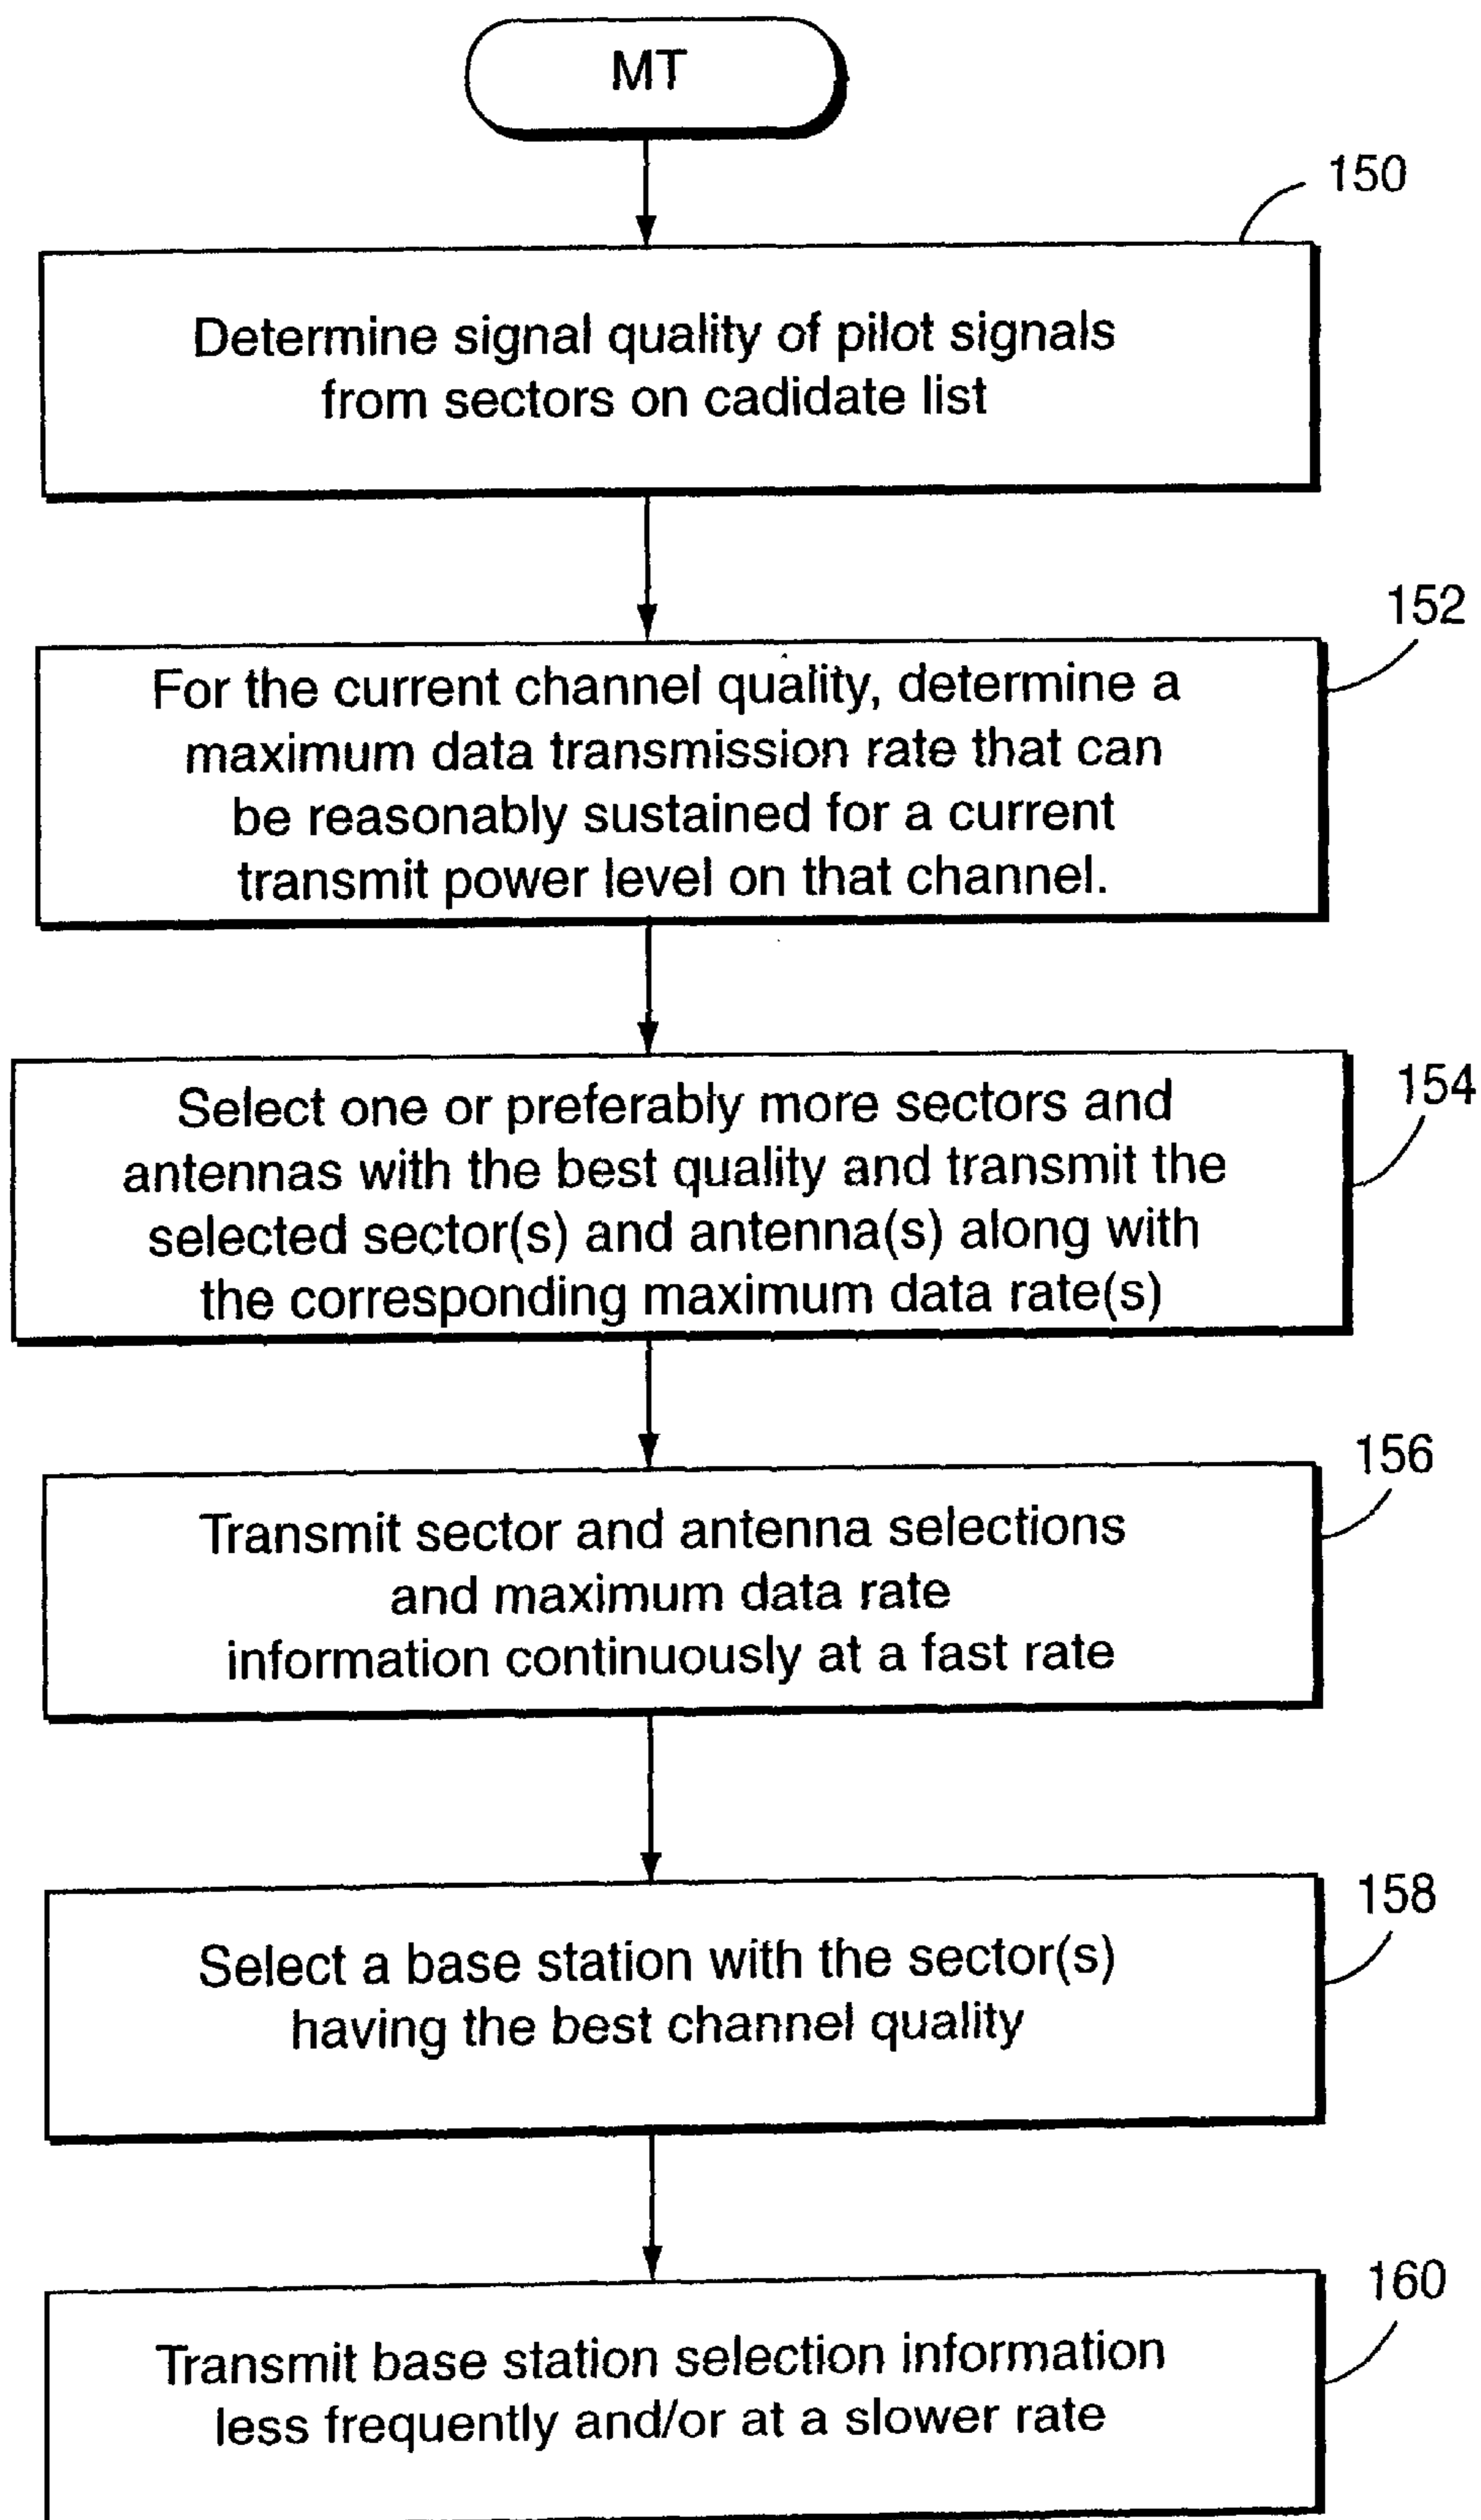 MT
150
Determine signal quality of pilot signals
from sectors on cadidate list
152
For the current channel quality, determine a
maximum data transmission rate that can
be reasonably sustained for a current
transmit power level on that channel.
154
Select one or preferably more sectors and
antennas with the best quality and transmit the
selected sector(s) and antenna(s) along with
the corresponding maximum data rate(s)
156
Transmit sector and antenna selections
and maximum data rate
information continuously at a fast rate
158
Select a base station with the sector(s)
having the best channel quality
160
Transmit base station selection information
less frequently and/or at a slower rate